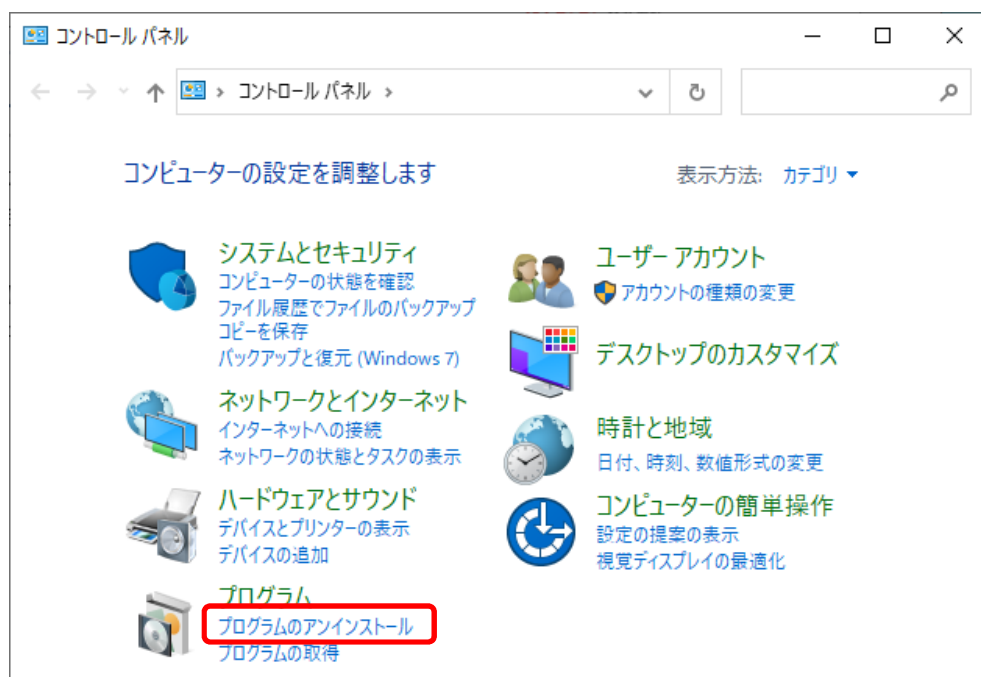 コントロール パネル
コントロール パネル
コンピューターの設定を調整します
表示方法: カテゴリ
システムとセキュリティ
コンピューターの状態を確認
ファイル履歴でファイルのバックアップ
コピーを保存
バックアップと復元 (Windows 7)
ネットワークとインターネット
インターネットへの接続
ネットワークの状態とタスクの表示
ハードウェアとサウンド
デバイスとプリンターの表示
デバイスの追加
プログラム
プログラムのアンインストール
プログラムの取得
ユーザー アカウント
アカウントの種類の変更
デスクトップのカスタマイズ
時計と地域
日付、時刻、数値形式の変更
コンピューターの簡単操作
設定の提案の表示
視覚ディスプレイの最適化